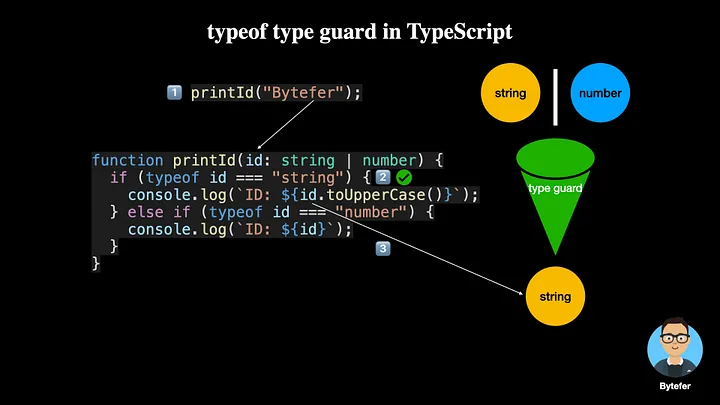 typeof type guard in TypeScript
1 printId("Bytefer");
string | number
function printId(id: string | number) {
if (typeof id === "string") { 2
console.log(`ID: ${id.toUpperCase()}`);
} else if (typeof id === "number") {
console.log(`ID: ${id}`);
}
}
type guard
3
string
Bytefer